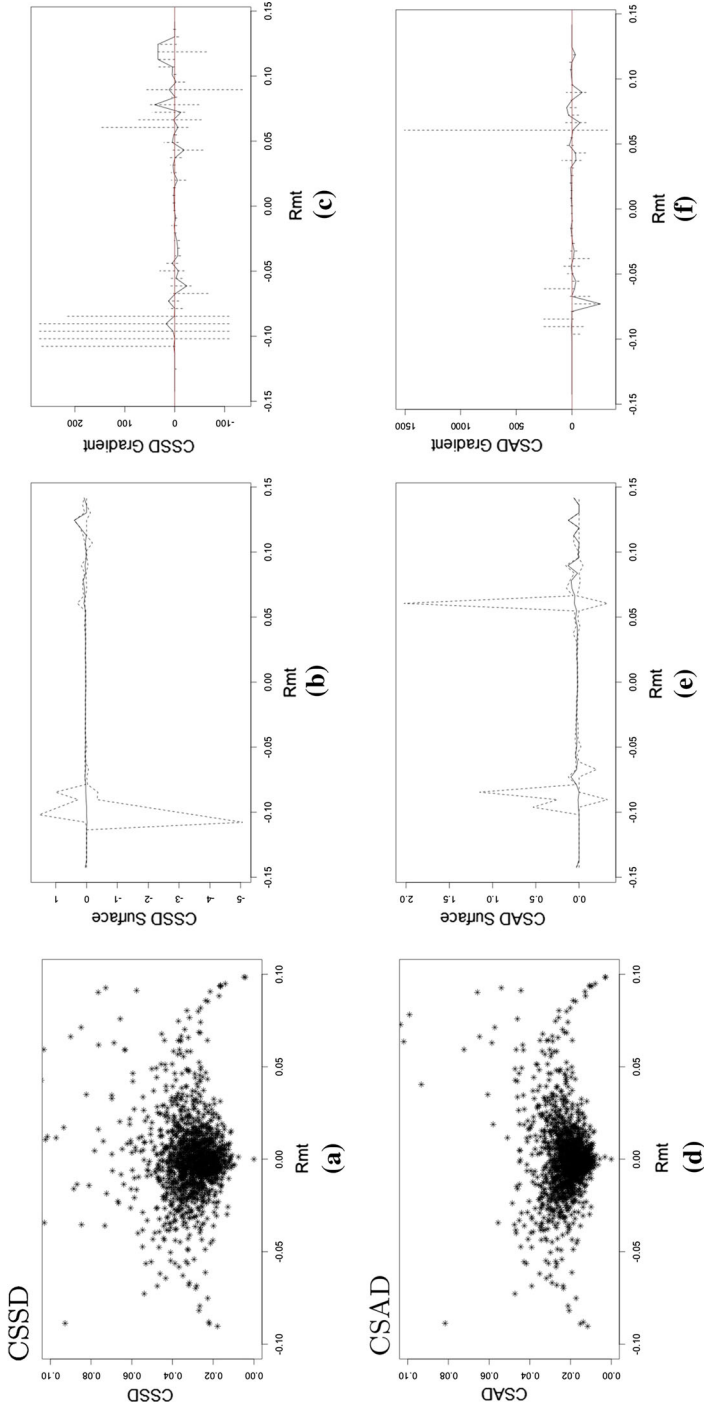 CSSD
CSSD
0.00 0.02 0.04 0.06 0.08 0.10
-0.10 -0.05 0.00 0.05 0.10
Rmt
(a)
CSSD Surface
-5 -4 -3 -2 -1 0 1
-0.15 -0.10 -0.05 0.00 0.05 0.10 0.15
Rmt
(b)
CSSD Gradient
-100 0 100 200
-0.15 -0.10 -0.05 0.00 0.05 0.10 0.15
Rmt
(c)
CSAD
CSAD
0.00 0.02 0.04 0.06 0.08 0.10
-0.10 -0.05 0.00 0.05 0.10
Rmt
(d)
CSAD Surface
0.0 0.5 1.0 1.5 2.0
-0.15 -0.10 -0.05 0.00 0.05 0.10 0.15
Rmt
(e)
CSAD Gradient
0 500 1000 1500
-0.15 -0.10 -0.05 0.00 0.05 0.10 0.15
Rmt
(f)